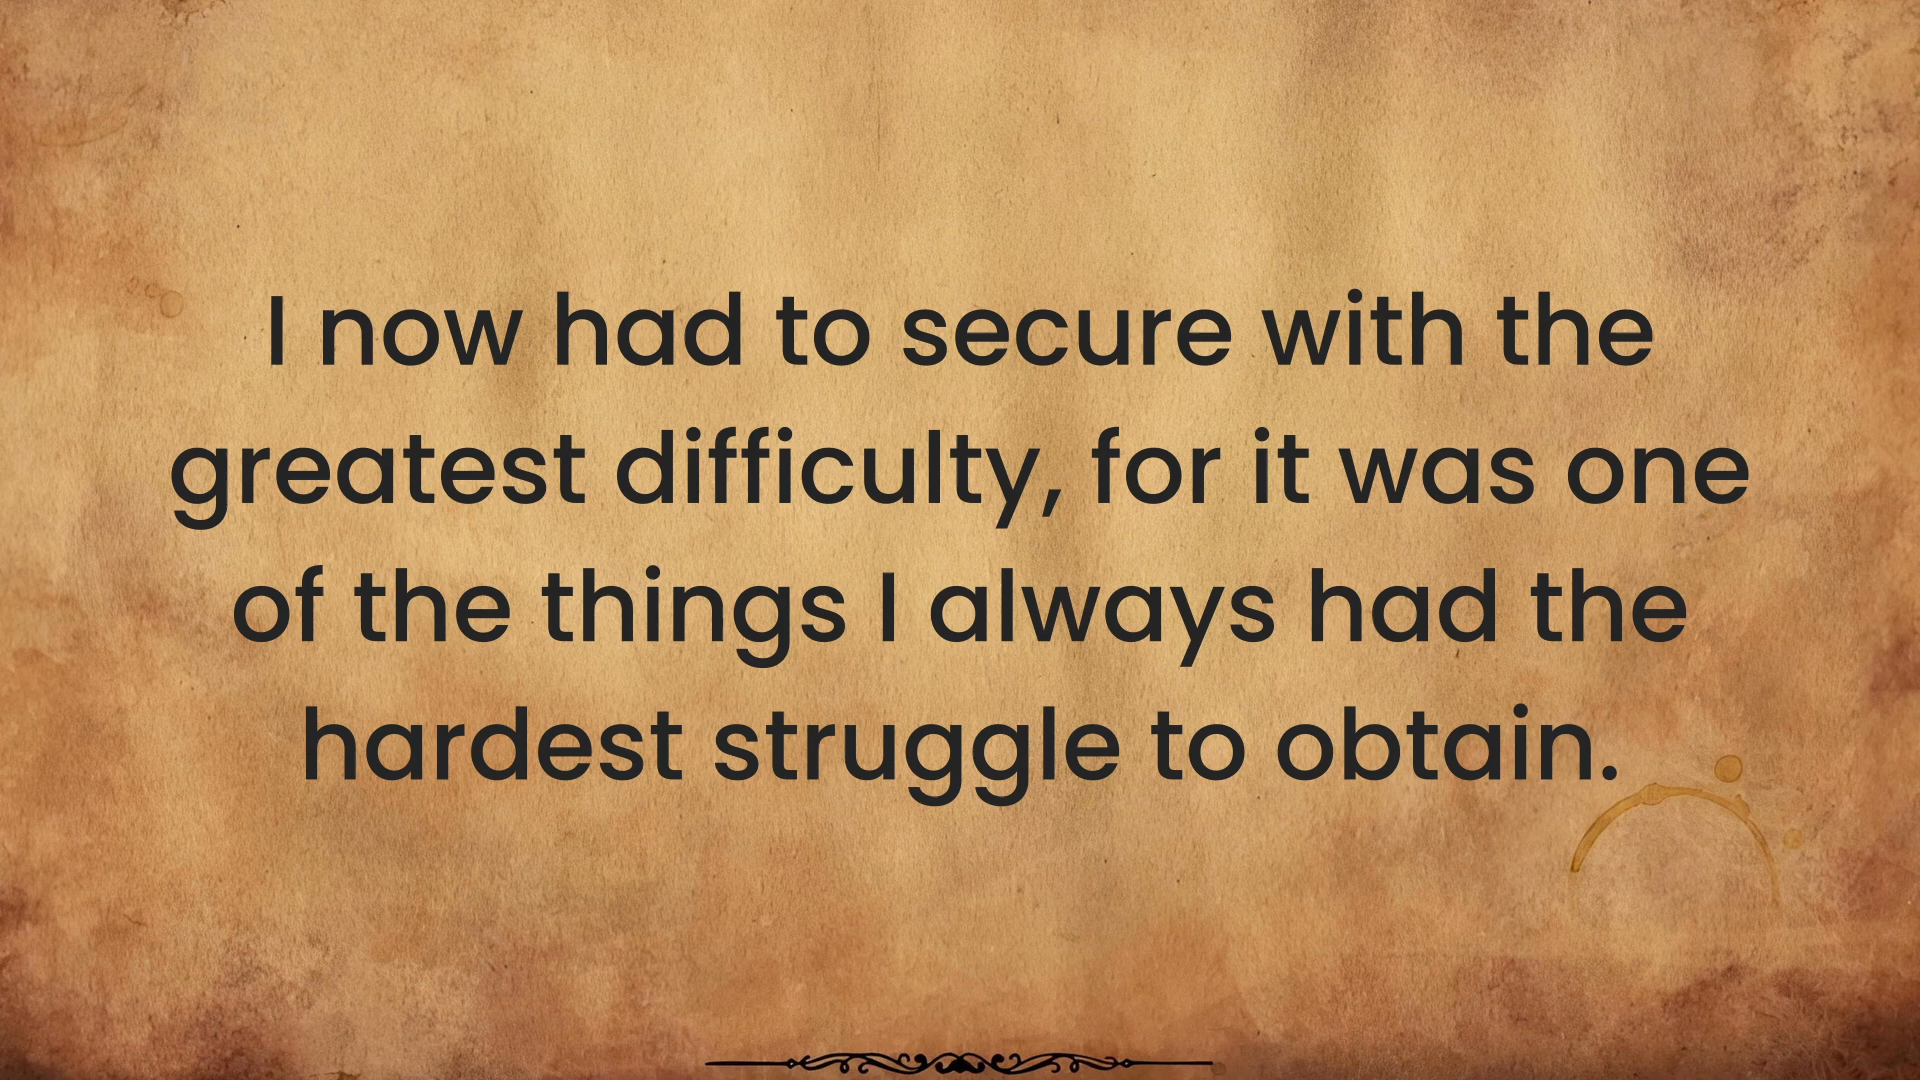 I now had to secure with the
greatest difficulty, for it was one
of the things I always had the
hardest struggle to obtain.